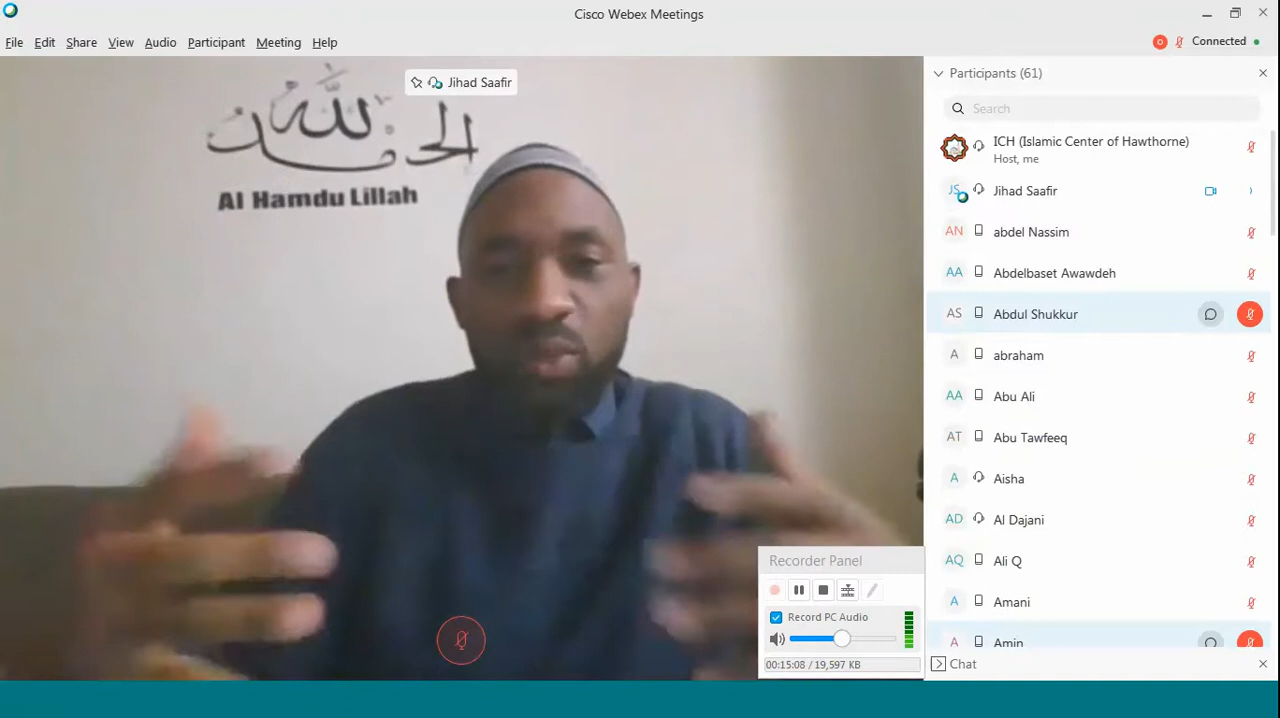 Cisco Webex Meetings
File Edit Share View Audio Participant Meeting Help
Connected
Jihad Saafir
الحمد لله
Al Hamdu Lillah
Participants (61)
Search
ICH (Islamic Center of Hawthorne)
Host, me
JS Jihad Saafir
AN abdel Nassim
AA Abdelbaset Awawdeh
AS Abdul Shukkur
A abraham
AA Abu Ali
AT Abu Tawfeeq
A Aisha
AD Al Dajani
AQ Ali Q
A Amani
A Amin
Chat
Recorder Panel
Record PC Audio
00:15:08 / 19,597 KB